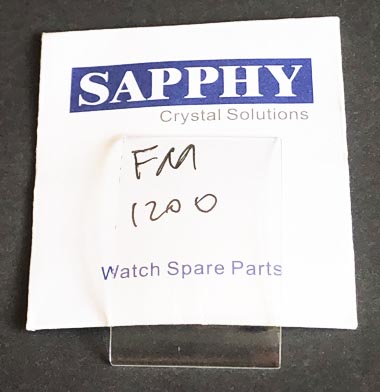 SAPPHY
Crystal Solutions
FM
1200
Watch Spare Parts